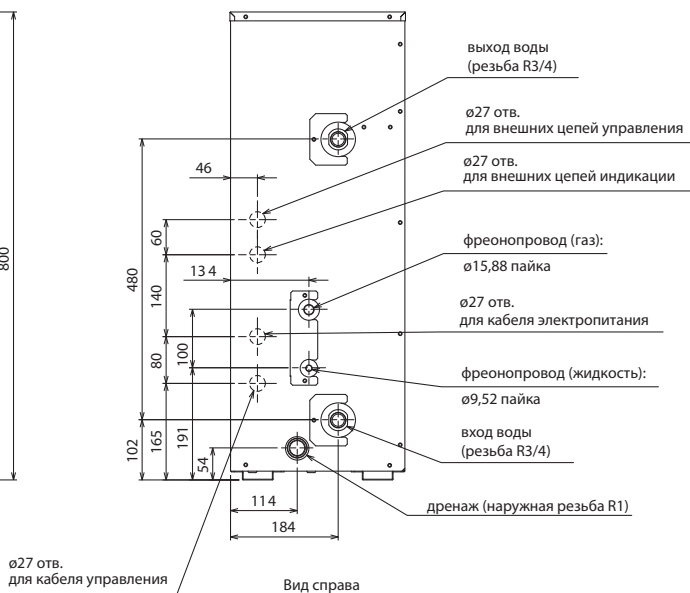 выход воды
(резьба R3/4)
ø27 отв.
для внешних цепей управления
ø27 отв.
для внешних цепей индикации
46
60
800
фреонопровод (газ):
ø15,88 пайка
13 4
480
140
ø27 отв.
для кабеля электропитания
100
80
фреонопровод (жидкость):
ø9,52 пайка
102
165
191
54
вход воды
(резьба R3/4)
11 4
дренаж (наружная резьба R1)
184
ø27 отв.
для кабеля управления
Вид справа